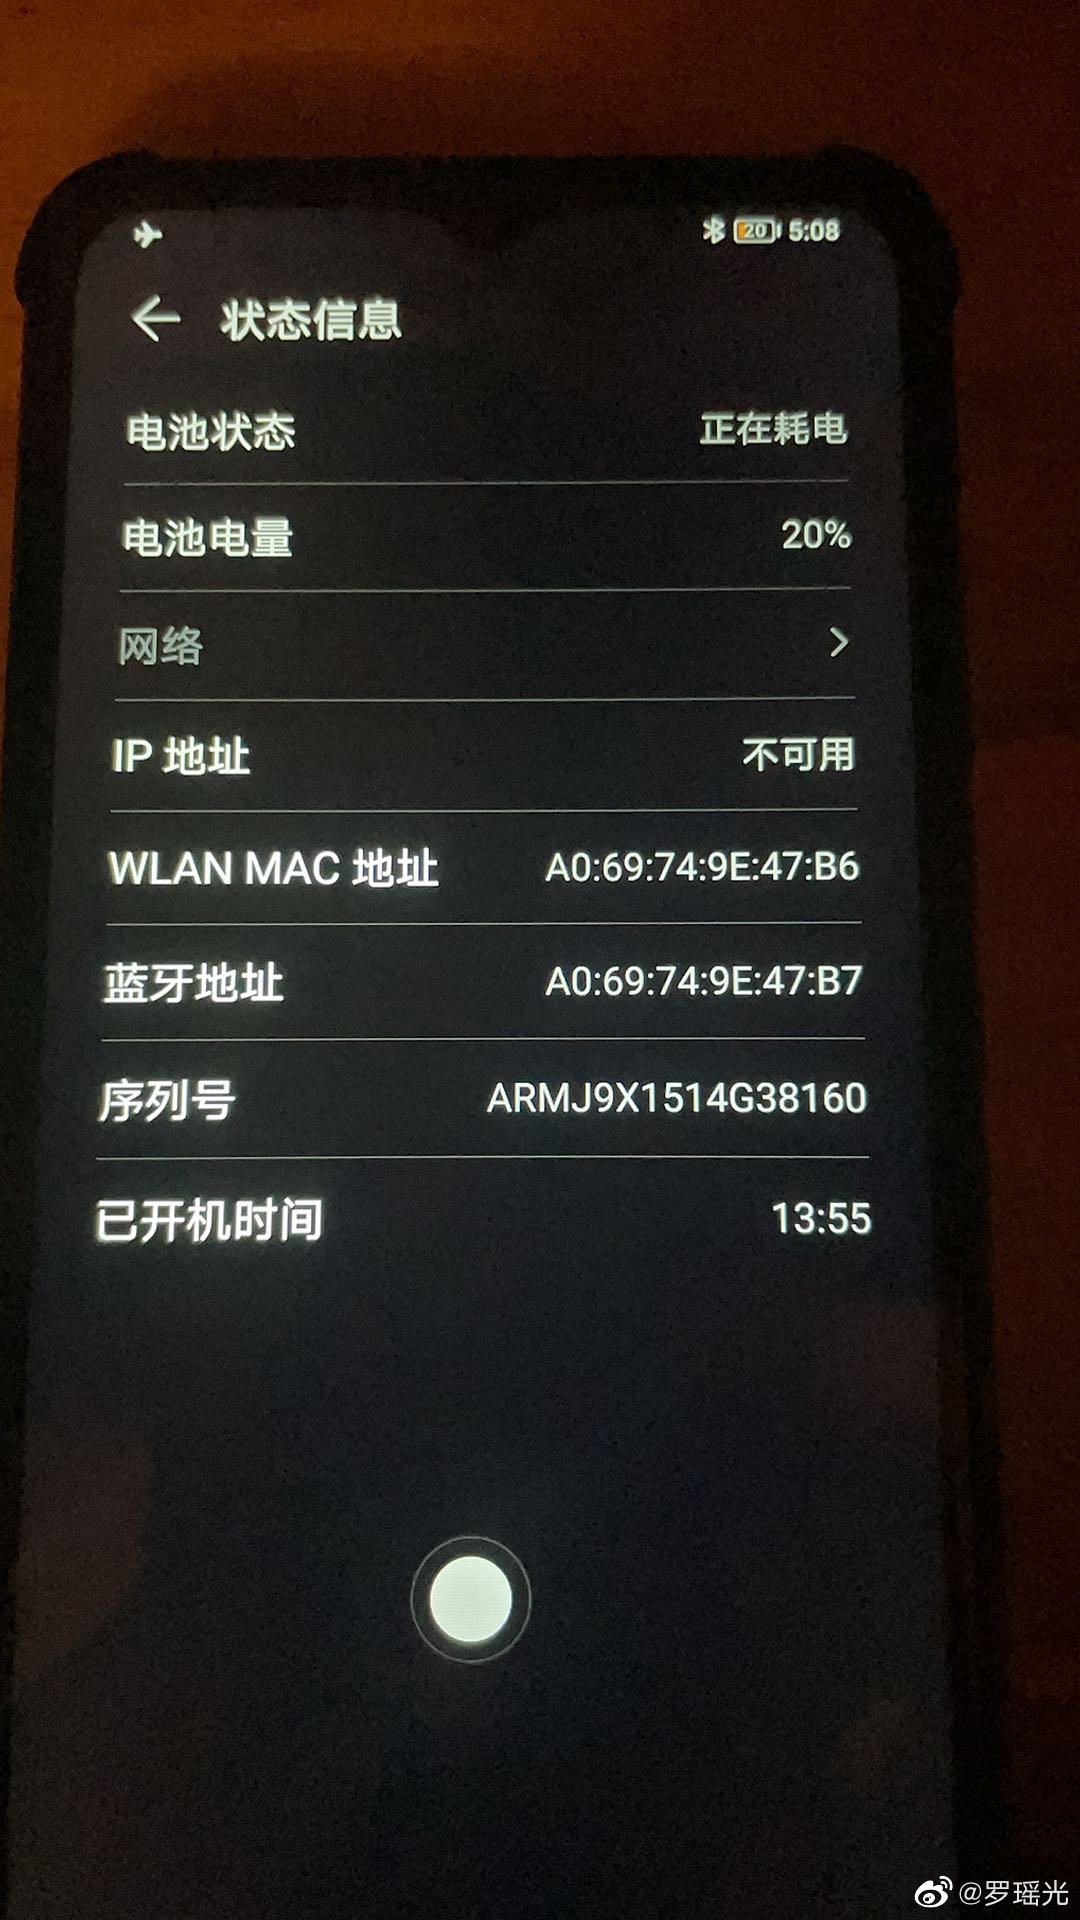 20 5:08
状态信息
电池状态 正在耗电
电池电量 20%
网络
IP 地址 不可用
WLAN MAC 地址 A0:69:74:9E:47:B6
蓝牙地址 A0:69:74:9E:47:B7
序列号 ARMJ9X1514G38160
已开机时间 13:55
@罗瑶光